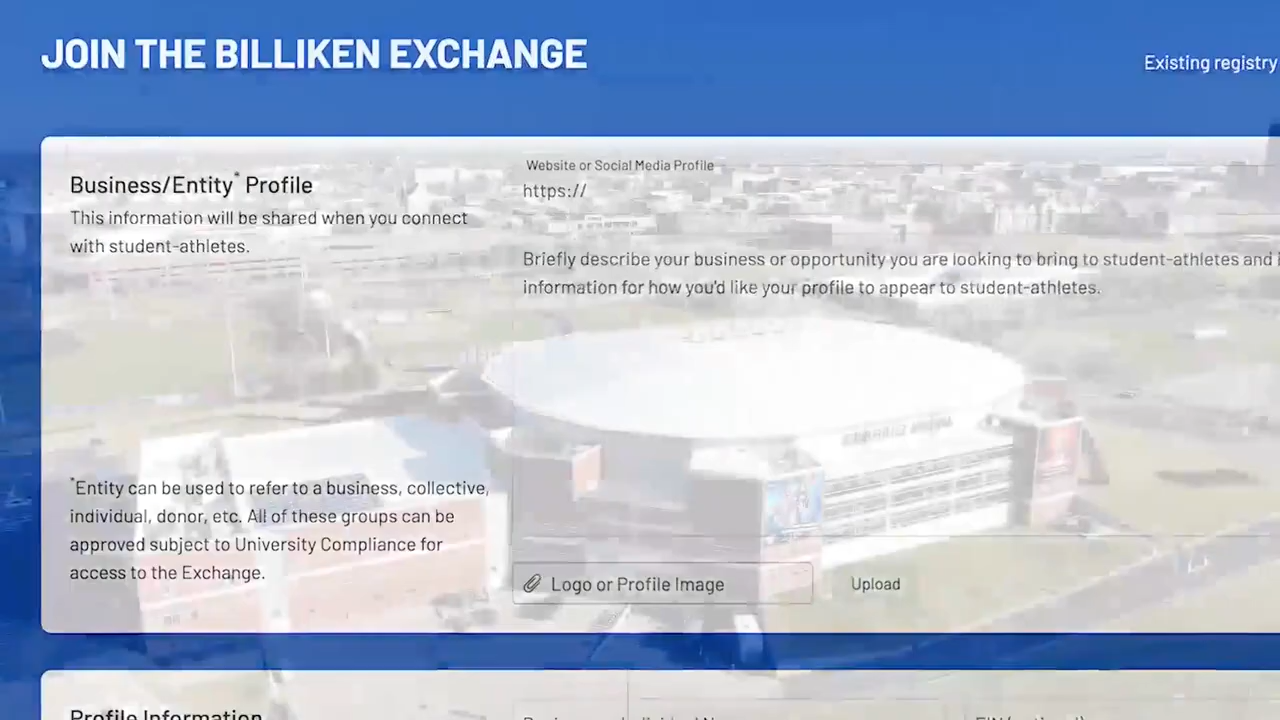 JOIN THE BILLIKEN EXCHANGE
Existing registry
Business/Entity* Profile
This information will be shared when you connect
with student-athletes.
Website or Social Media Profile
https://
Briefly describe your business or opportunity you are looking to bring to student-athletes and
information for how you'd like your profile to appear to student-athletes.
*Entity can be used to refer to a business, collective,
individual, donor, etc. All of these groups can be
approved subject to University Compliance for
access to the Exchange.
Logo or Profile Image
Upload
Profile Information